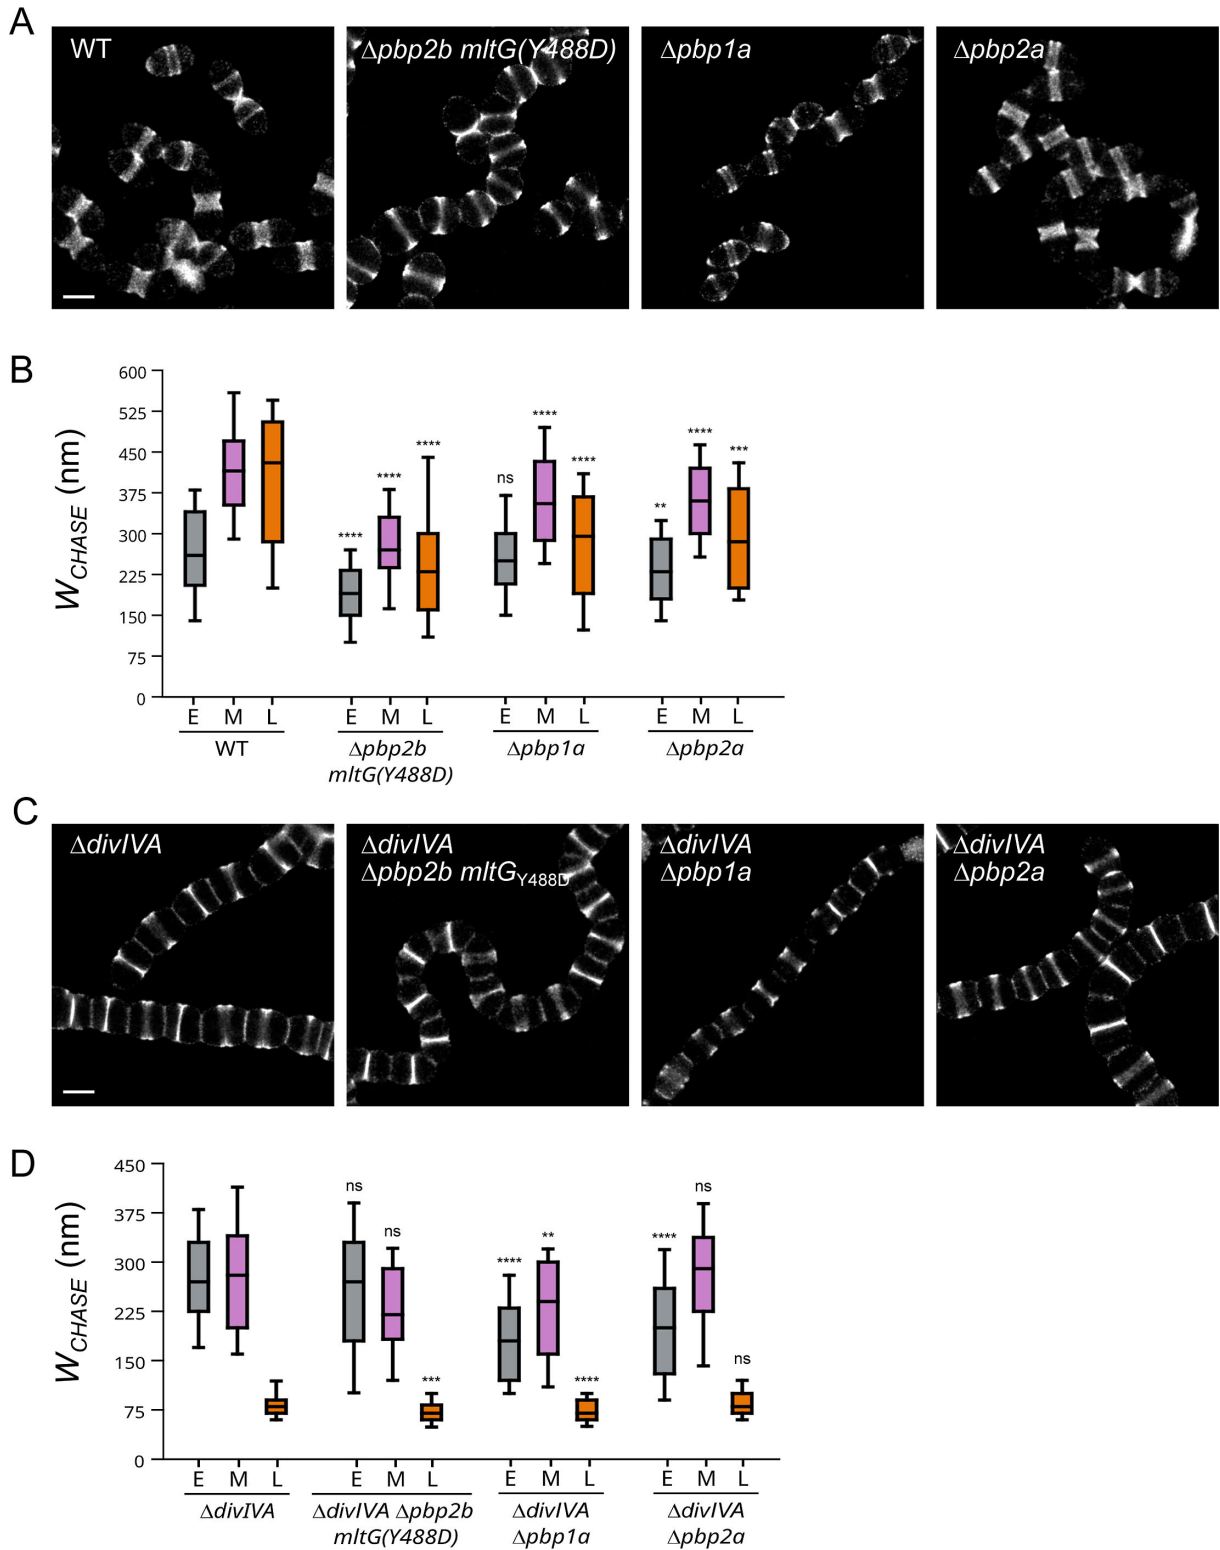 A
WT
Δpbp2b mltG(Y488D)
Δpbp1a
Δpbp2a
B
W CHASE (nm)
600
525
450
375
300
225
150
75
0
**** **** ****
ns **** ****
** **** ***
E M L
E M L
E M L
E M L
WT
Δpbp2b
mltG(Y488D)
Δpbp1a
Δpbp2a
C
ΔdivIVA
ΔdivIVA
Δpbp2b mltGY488D
ΔdivIVA
Δpbp1a
ΔdivIVA
Δpbp2a
D
W CHASE (nm)
450
375
300
225
150
75
0
ns ns ***
**** ** ****
**** ns ns
E M L
E M L
E M L
E M L
ΔdivIVA
ΔdivIVA Δpbp2b
mltG(Y488D)
ΔdivIVA
Δpbp1a
ΔdivIVA
Δpbp2a